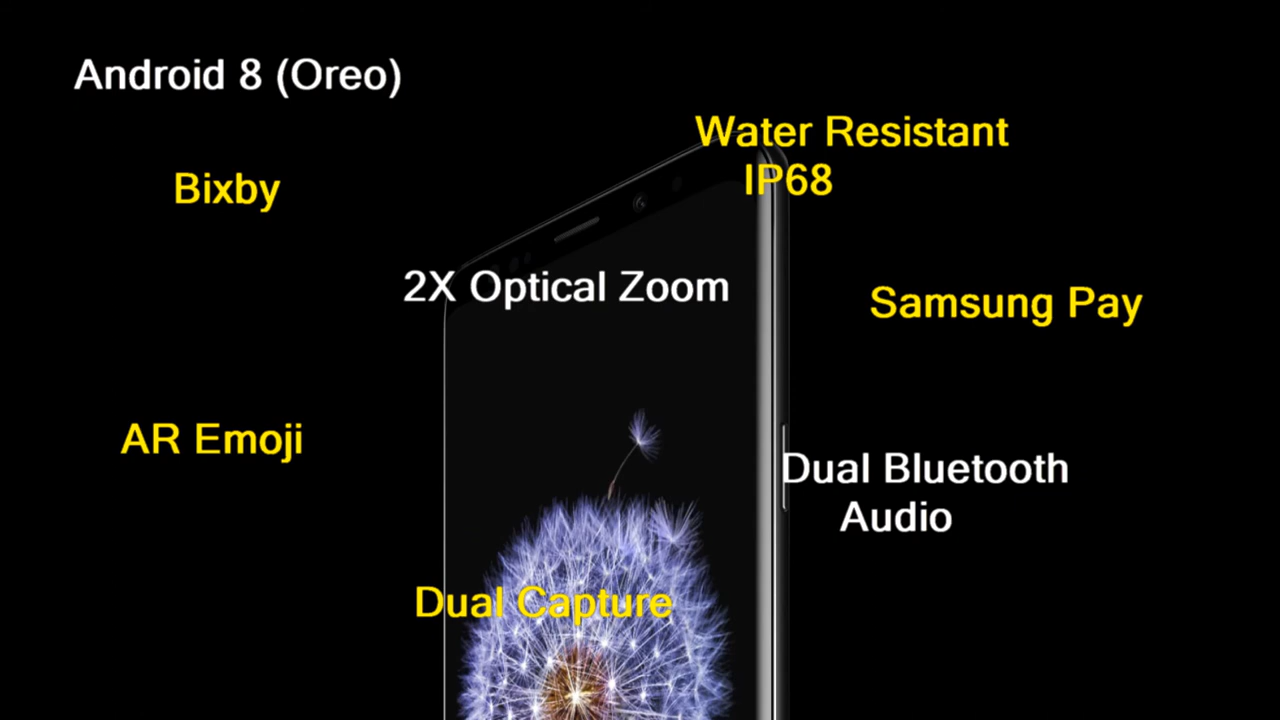 Android 8 (Oreo)
Water Resistant
IP68
Bixby
2X Optical Zoom
Samsung Pay
AR Emoji
Dual Bluetooth
Audio
Dual Capture